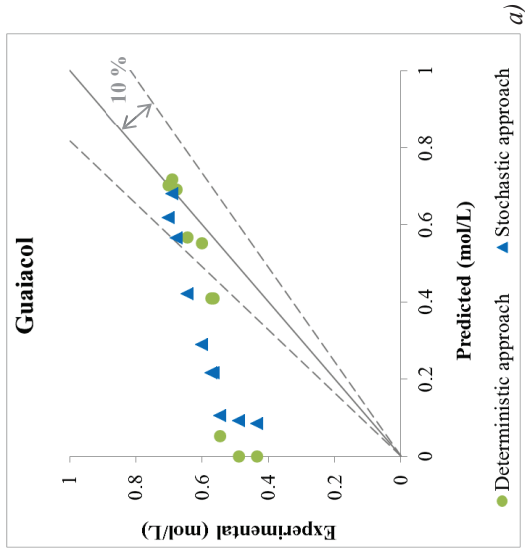 Guaiacol
10 %
1
0.8
0.6
0.4
0.2
0
Experimental (mol/L)
0
0.2
0.4
0.6
0.8
1
Predicted (mol/L)
Deterministic approach
Stochastic approach
a)